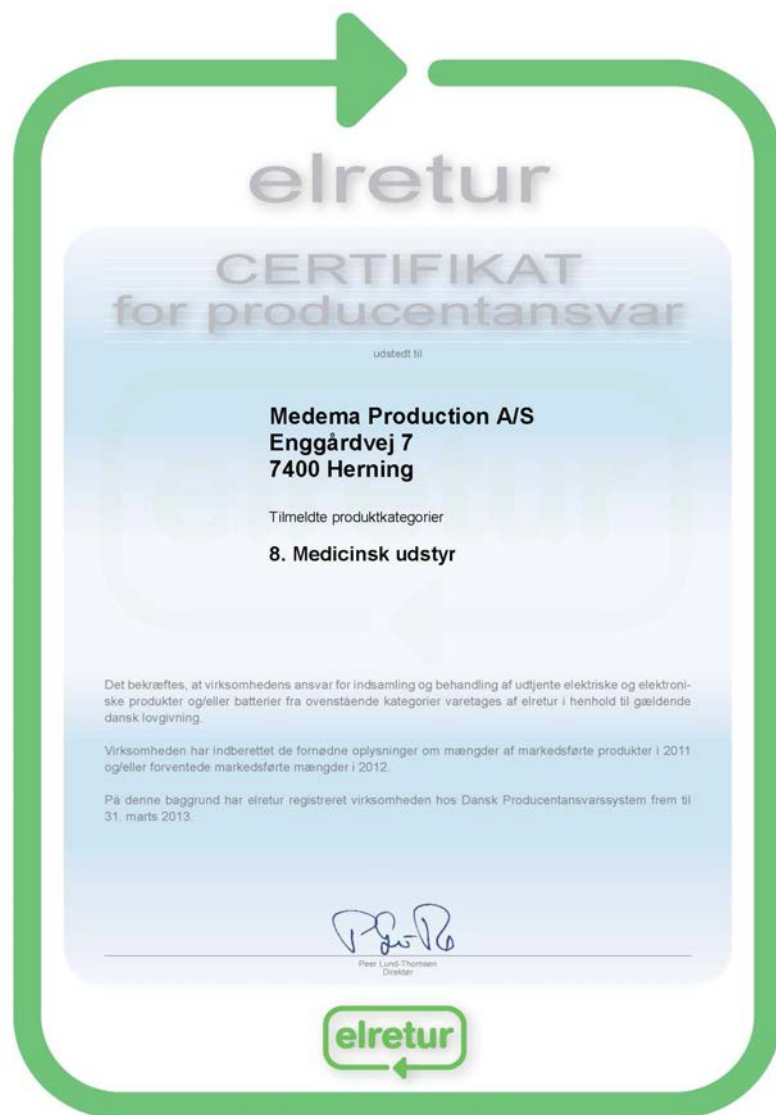 elretur
CERTIFIKAT
for producentansvar
udstedt til
Medema Production A/S
Enggårdvej 7
7400 Herning
Tilmeldte produktkategorier
8. Medicinsk udstyr
Det bekræftes, at virksomhedens ansvar for indsamling og behandling af udtjente elektriske og elektroni-
ske produkter og/eller batterier fra ovenstående kategorier varetages af elretur i henhold til gældende
dansk lovgivning.
Virksomheden har indberettet de fornødne oplysninger om mængder af markedsførte produkter i 2011
og/eller forventede markedsførte mængder i 2012.
På denne baggrund har elretur registreret virksomheden hos Dansk Producentansvarssystem frem til
31. marts 2013.
Peer Lund-Thomsen
Direktør
elretur